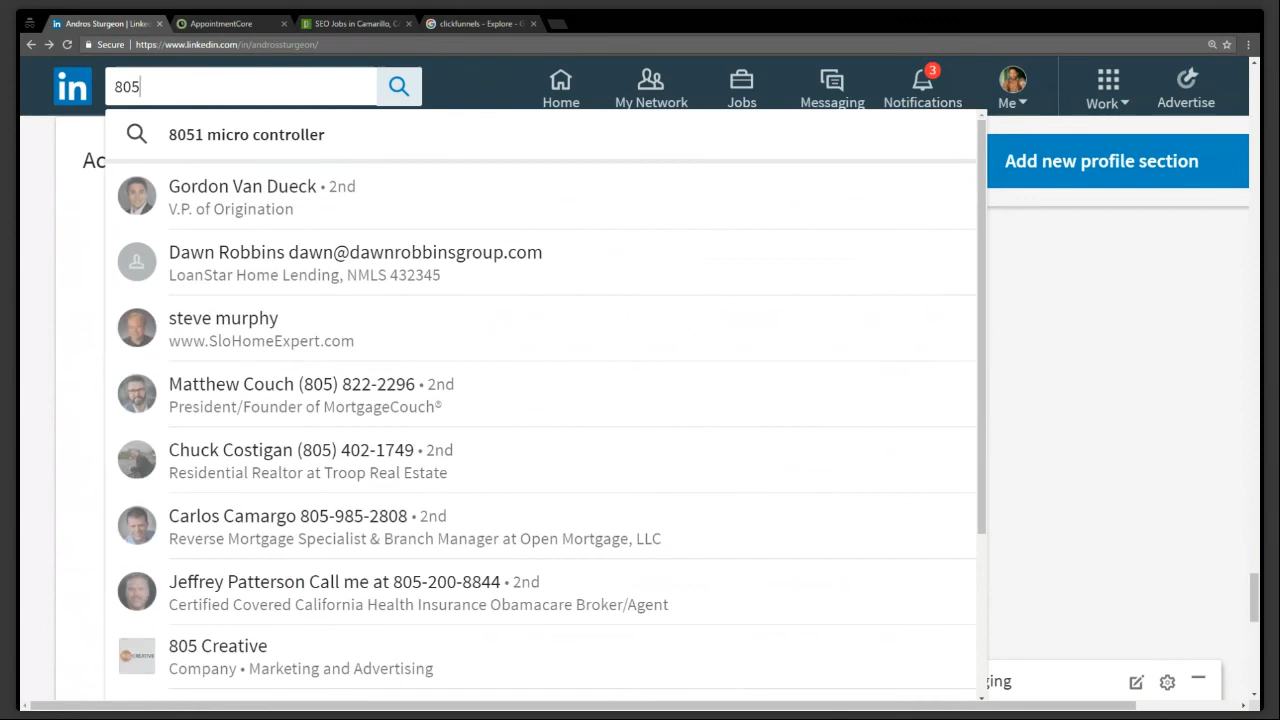 Andros Sturgeon | Linke
AppointmentCore
SEO Jobs in Camarillo, C
clickfunnels - Explore - G
Secure
https://www.linkedin.com/in/androssturgeon/
in
805
Home
My Network
Jobs
Messaging
3
Notifications
Me
Work
Advertise
Ac
8051 micro controller
Add new profile section
Gordon Van Dueck • 2nd
V.P. of Origination
Dawn Robbins dawn@dawnrobbinsgroup.com
LoanStar Home Lending, NMLS 432345
steve murphy
www.SloHomeExpert.com
Matthew Couch (805) 822-2296 • 2nd
President/Founder of MortgageCouch®
Chuck Costigan (805) 402-1749 • 2nd
Residential Realtor at Troop Real Estate
Carlos Camargo 805-985-2808 • 2nd
Reverse Mortgage Specialist & Branch Manager at Open Mortgage, LLC
Jeffrey Patterson Call me at 805-200-8844 • 2nd
Certified Covered California Health Insurance Obamacare Broker/Agent
805 Creative
Company • Marketing and Advertising
ging